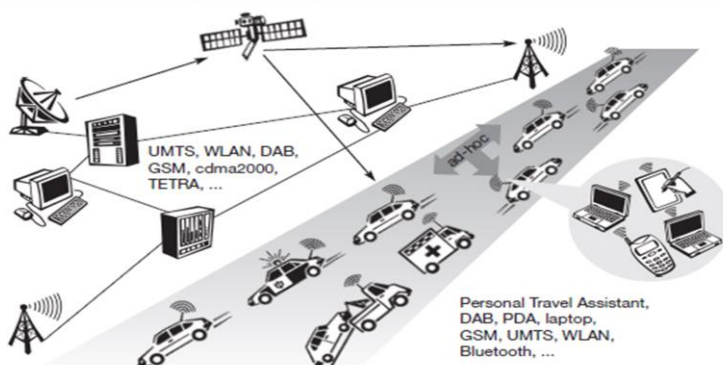 UMTS, WLAN, DAB,
GSM, cdma2000,
TETRA, ...
ad-hoc
Personal Travel Assistant,
DAB, PDA, laptop,
GSM, UMTS, WLAN,
Bluetooth, ...